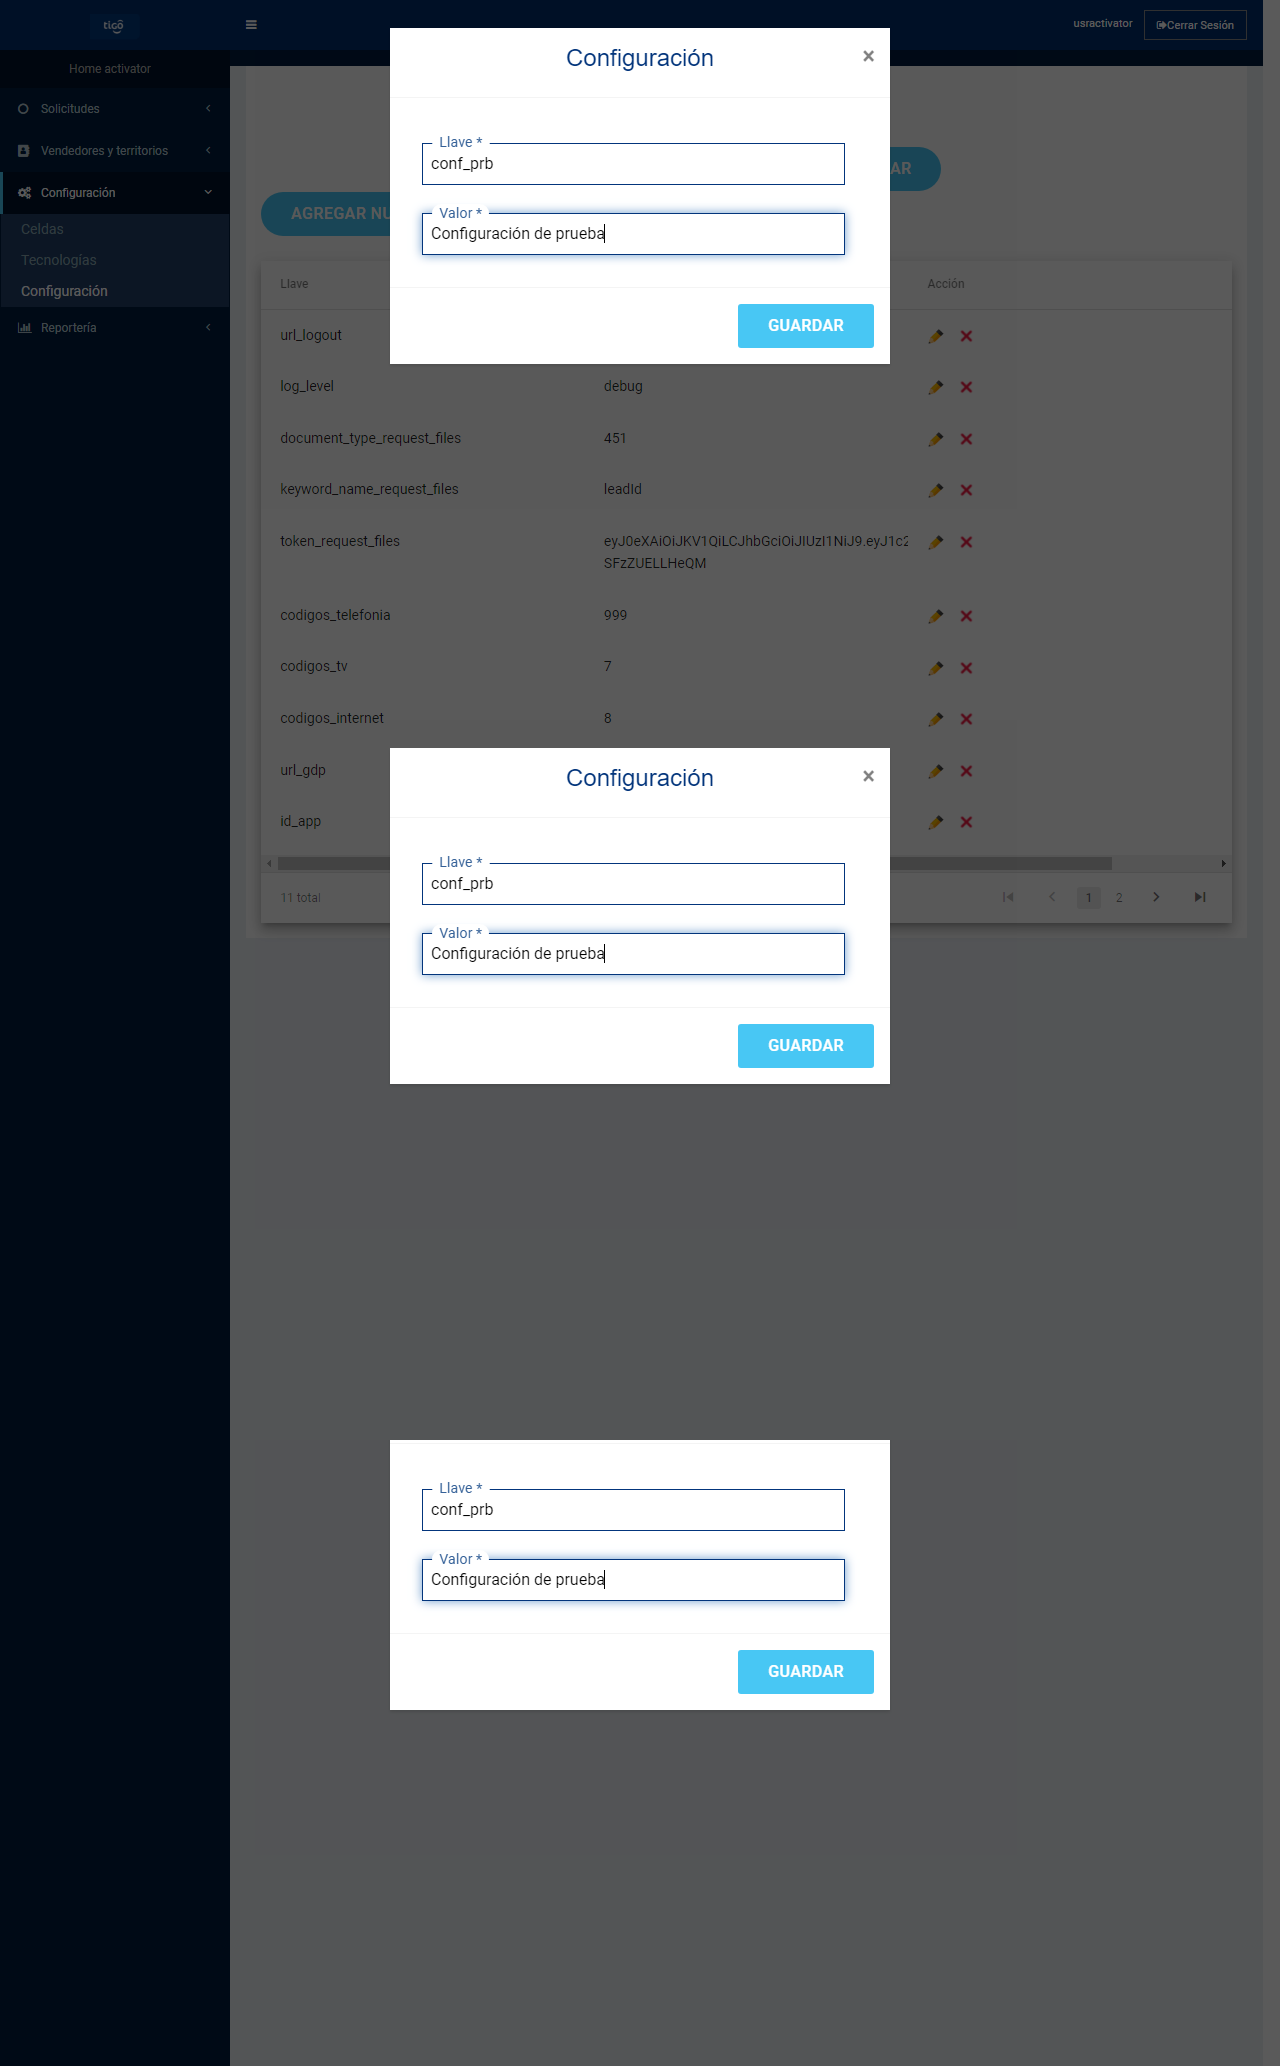 tigo
usractivator
Cerrar Sesión
Home activator
Solicitudes
Vendedores y territorios
Configuración
Celdas
Tecnologías
Configuración
Reportería
Configuración
×
Llave *
conf_prb
Valor *
Configuración de prueba
GUARDAR
AR
AGREGAR NU
Llave
Acción
url_logout
log_level debug
document_type_request_files 451
keyword_name_request_files leadId
token_request_files eyJ0eXAiOiJKV1QiLCJhbGciOiJIUzI1NiJ9.eyJ1c2
SFzZUELLHeQM
codigos_telefonia 999
codigos_tv 7
codigos_internet 8
url_gdp
id_app
11 total
1 2
Configuración
×
Llave *
conf_prb
Valor *
Configuración de prueba
GUARDAR
Llave *
conf_prb
Valor *
Configuración de prueba
GUARDAR